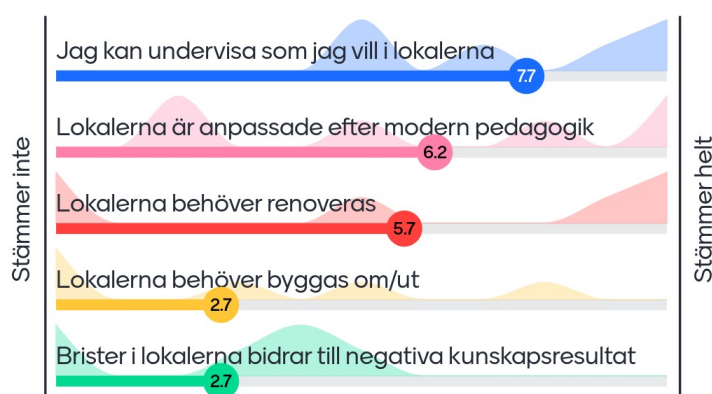 Stämmer inte
Jag kan undervisa som jag vill i lokalerna
7.7
Lokalerna är anpassade efter modern pedagogik
6.2
Lokalerna behöver renoveras
5.7
Lokalerna behöver byggas om/ut
2.7
Brister i lokalerna bidrar till negativa kunskapsresultat
2.7
Stämmer helt